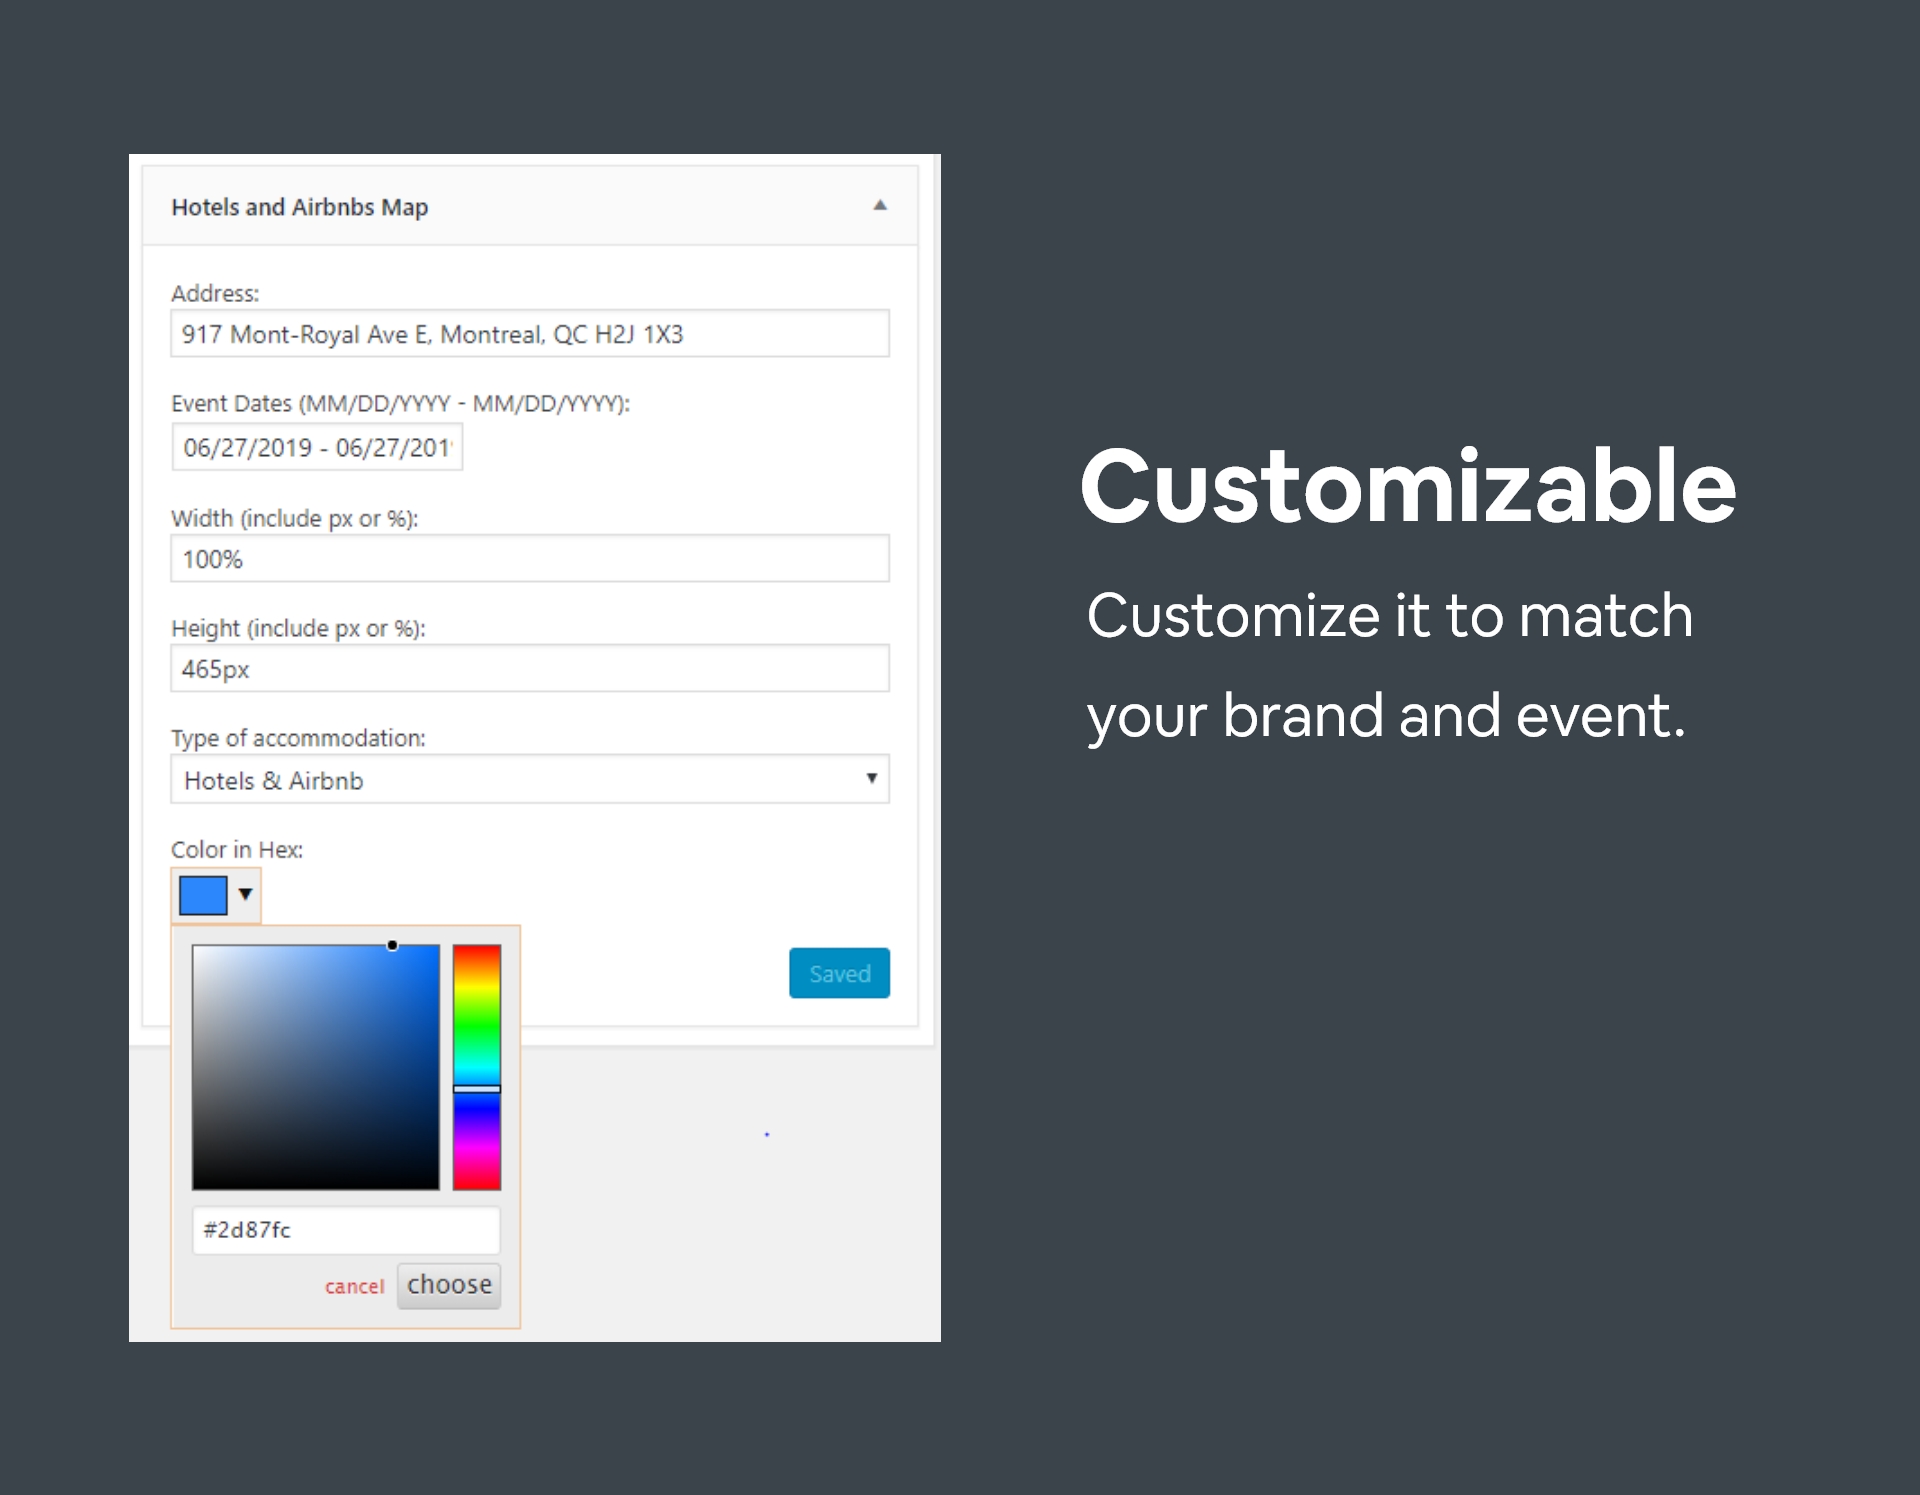 Hotels and Airbnbs Map
Address:
917 Mont-Royal Ave E, Montreal, QC H2J 1X3
Event Dates (MM/DD/YYYY - MM/DD/YYYY):
06/27/2019 - 06/27/201
Width (include px or %):
100%
Height (include px or %):
465px
Type of accommodation:
Hotels & Airbnb
Color in Hex:
Saved
#2d87fc
cancel choose
Customizable
Customize it to match
your brand and event.